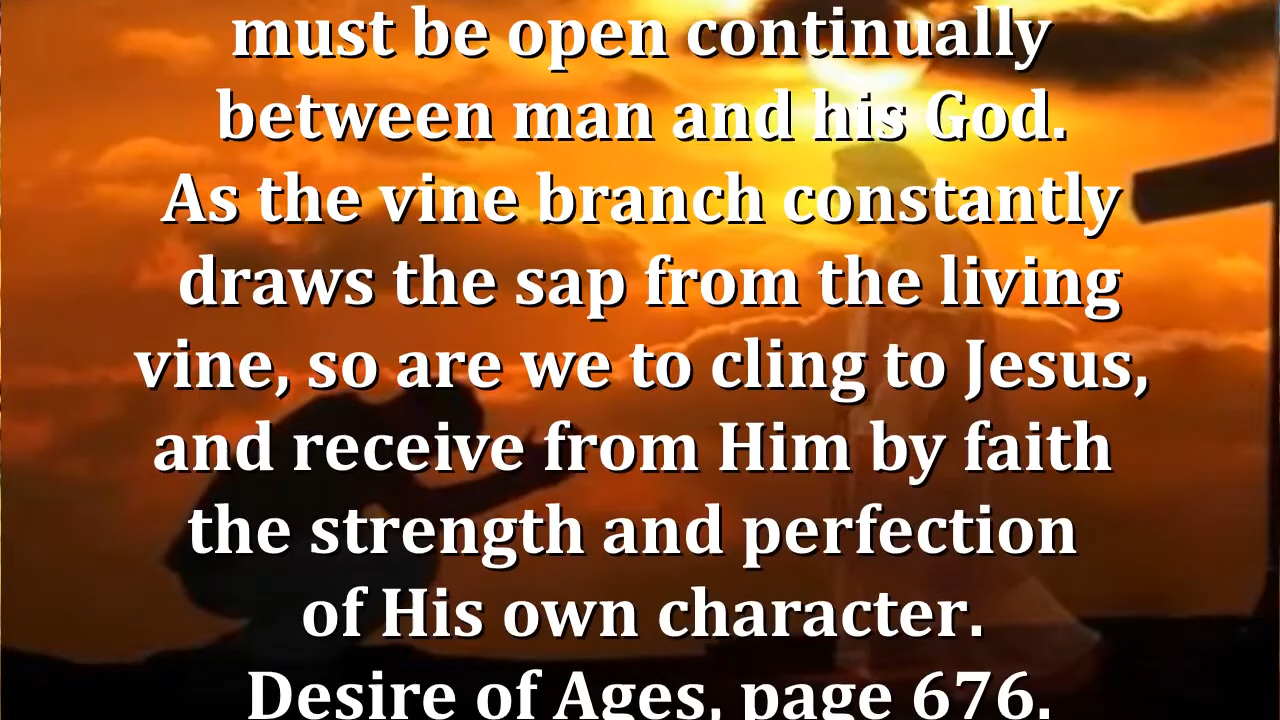 must be open continually
between man and his God.
As the vine branch constantly
draws the sap from the living
vine, so are we to cling to Jesus,
and receive from Him by faith
the strength and perfection
of His own character.
Desire of Ages, page 676.